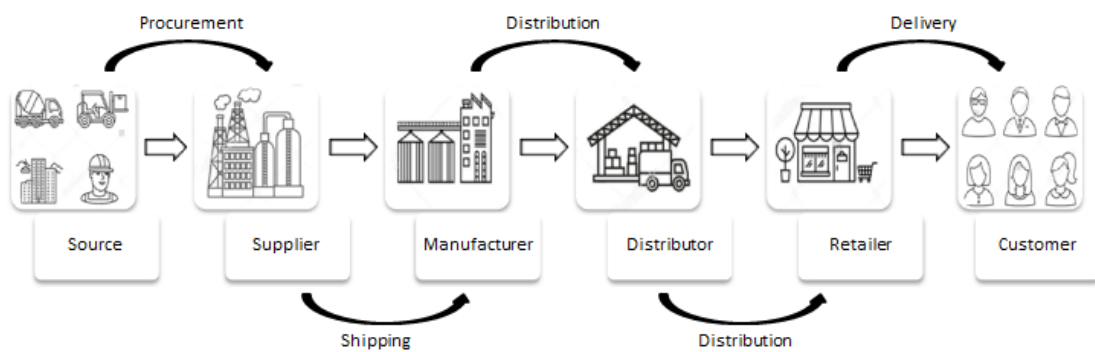 Procurement
Distribution
Delivery
Source
Supplier
Manufacturer
Distributor
Retailer
Customer
Shipping
Distribution